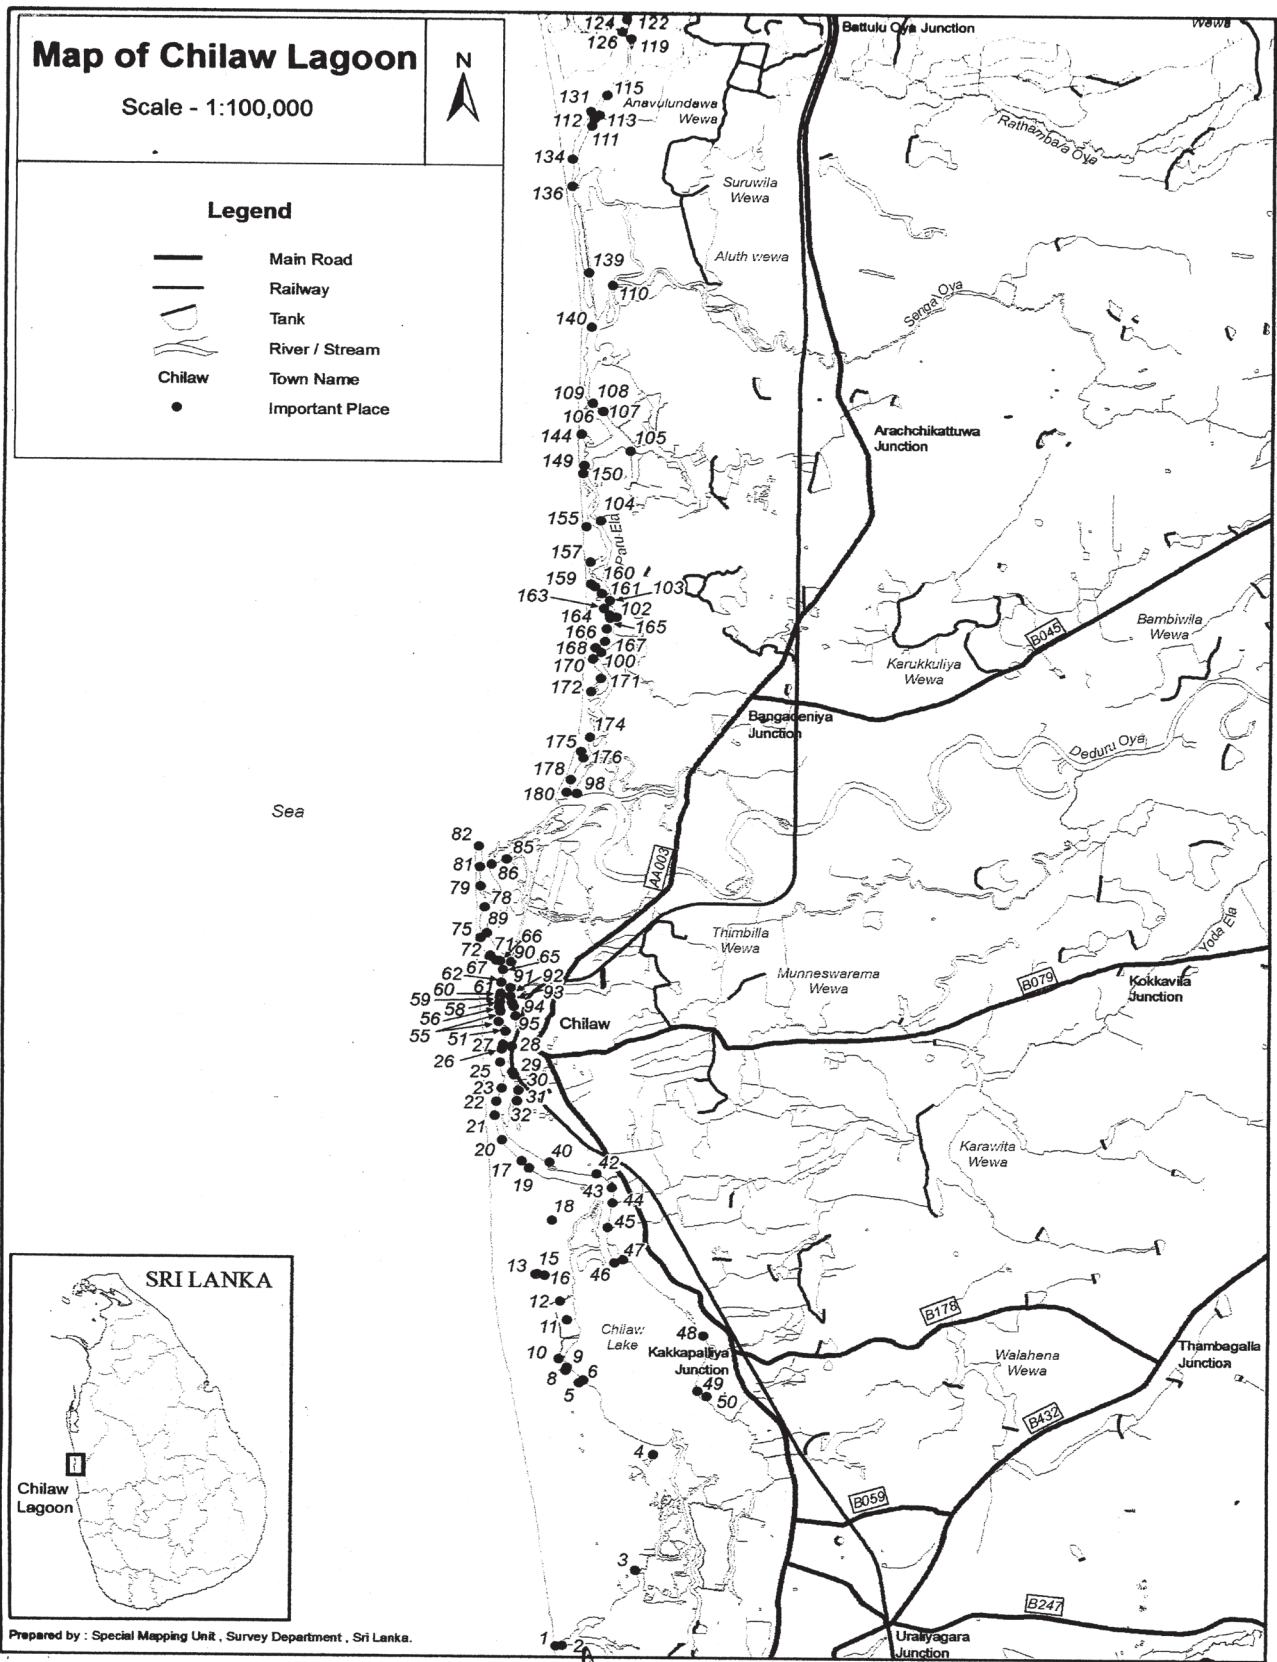 Map of Chilaw Lagoon
Scale - 1:100,000
N
Legend
Main Road
Railway
Tank
River / Stream
Chilaw Town Name
Important Place
124 122
126 119
Battulu Oya Junction
Wewa
115
131
Anavulundawa
Wewa
112 113
111
Rathambala Oya
134
136
Suruwila
Wewa
Aluth wewa
139
110
140
Senga Oya
109 108
106 107
144 105
Arachchikattuwa
Junction
149
150
104
155
Paru Ela
157
159 160
161 103
163
164 102
165
166
167
168
100
170
171
172
B045
Bambiwila
Wewa
Karukkuliya
Wewa
Bangadeniya
Junction
174
175
176
178 98
180
Deduru Oya
Sea
82
85
81
86
79
78
AA003
89
75
66
72 71
90 65
67
62 91 92
60 61
93
59
58 94
56
95
55
51
27 28
26
25 29
23 30
22 31
32
21
20
Thimbilla
Wewa
Munneswarama
Wewa
Yoda Ela
B079
Kokkavila
Junction
Chilaw
40
17 42
19
43
44
18
45
47
46
Karawita
Wewa
15
13
16
12
11
Chilaw
Lake
48
Kakkapalliya
Junction
B178
10 9
8 6
5
49
50
Walahena
Wewa
Thambagalla
Junction
B432
4
B059
3
B247
1 2
Uraliyagara
Junction
SRI LANKA
Chilaw
Lagoon
Prepared by : Special Mapping Unit , Survey Department , Sri Lanka.